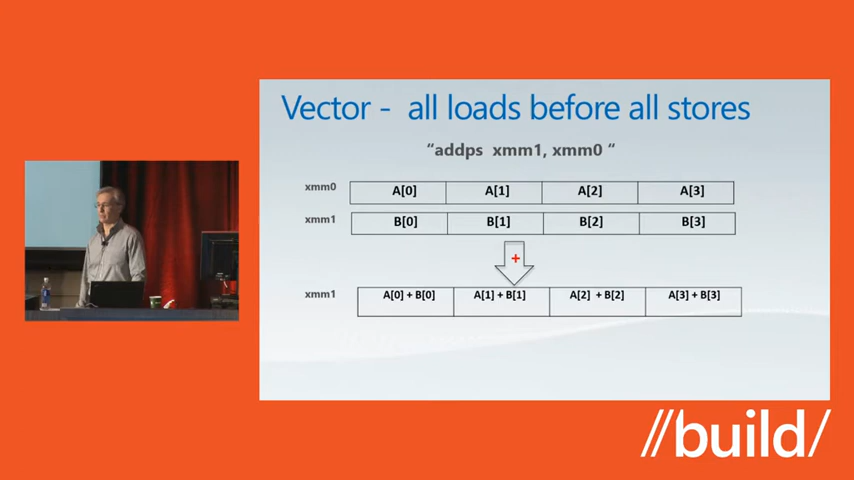 Vector - all loads before all stores
“addps xmm1, xmm0 “
xmm0 A[0] A[1] A[2] A[3]
xmm1 B[0] B[1] B[2] B[3]
+
xmm1 A[0] + B[0] A[1] + B[1] A[2] + B[2] A[3] + B[3]
//build/